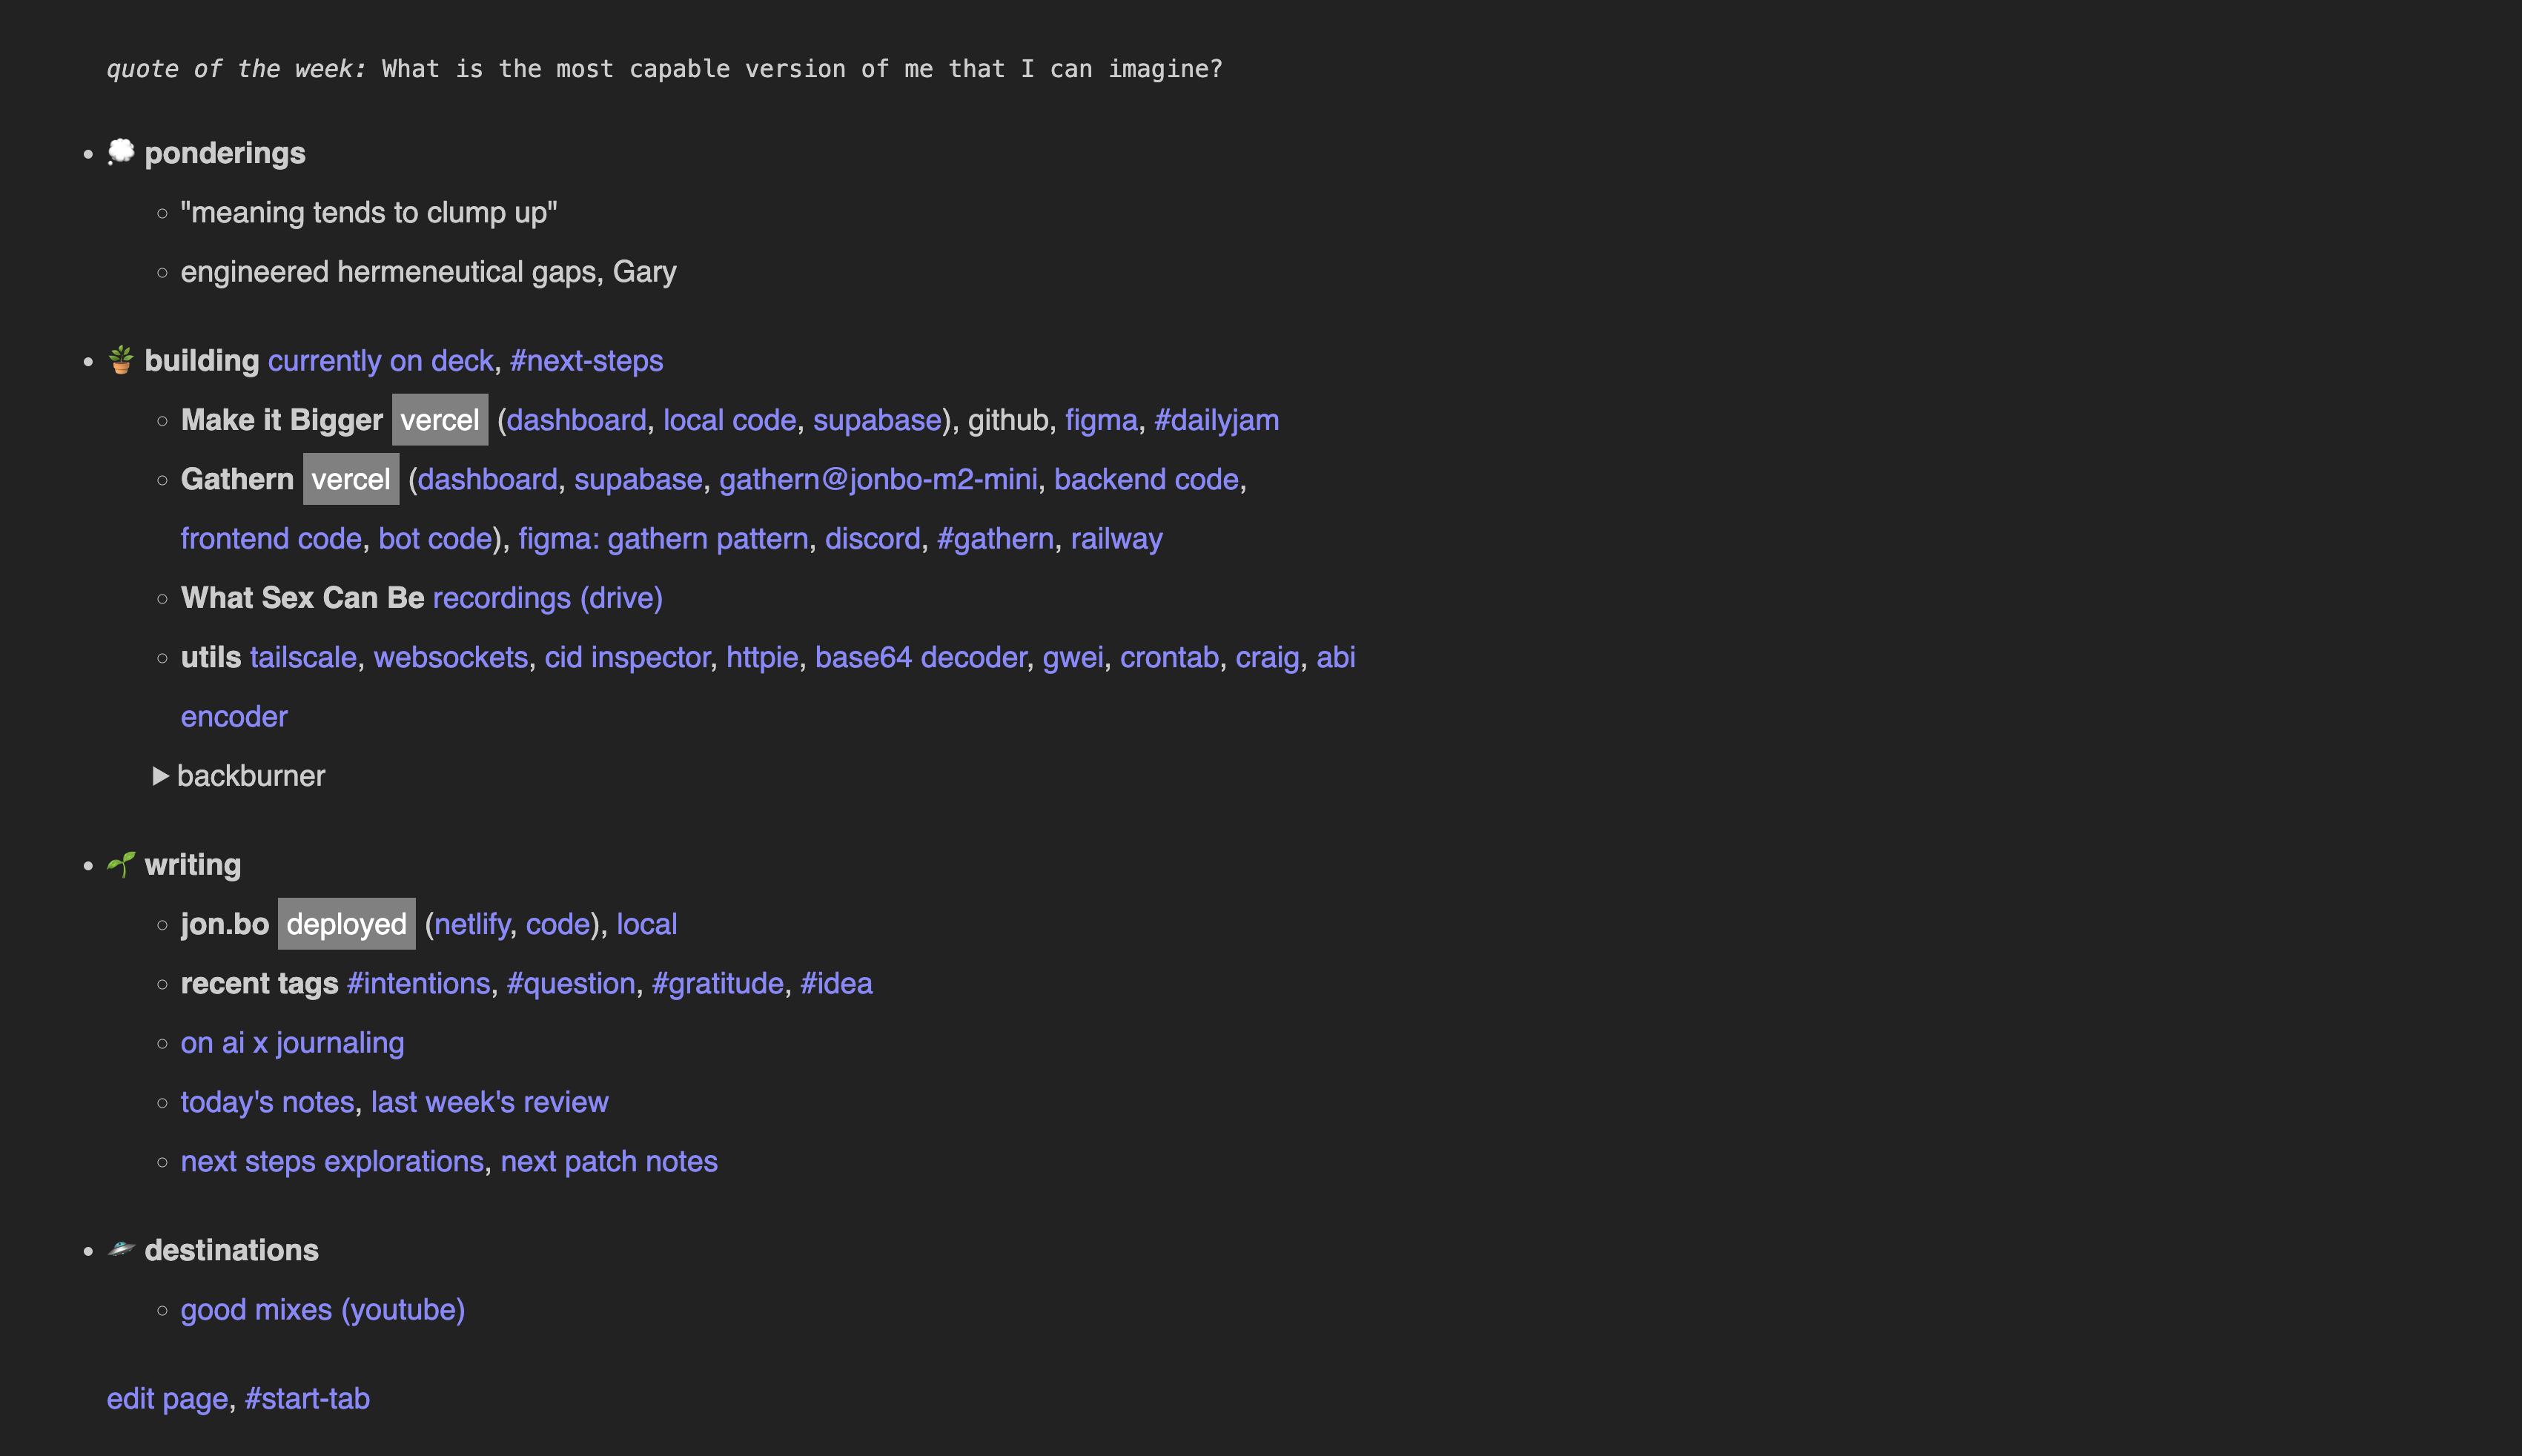 quote of the week: What is the most capable version of me that I can imagine?
ponderings
"meaning tends to clump up"
engineered hermeneutical gaps, Gary
building currently on deck, #next-steps
Make it Bigger vercel (dashboard, local code, supabase), github, figma, #dailyjam
Gathern vercel (dashboard, supabase, gathern@jonbo-m2-mini, backend code,
frontend code, bot code), figma: gathern pattern, discord, #gathern, railway
What Sex Can Be recordings (drive)
utils tailscale, websockets, cid inspector, httpie, base64 decoder, gwei, crontab, craig, abi
encoder
backburner
writing
jon.bo deployed (netlify, code), local
recent tags #intentions, #question, #gratitude, #idea
on ai x journaling
today's notes, last week's review
next steps explorations, next patch notes
destinations
good mixes (youtube)
edit page, #start-tab